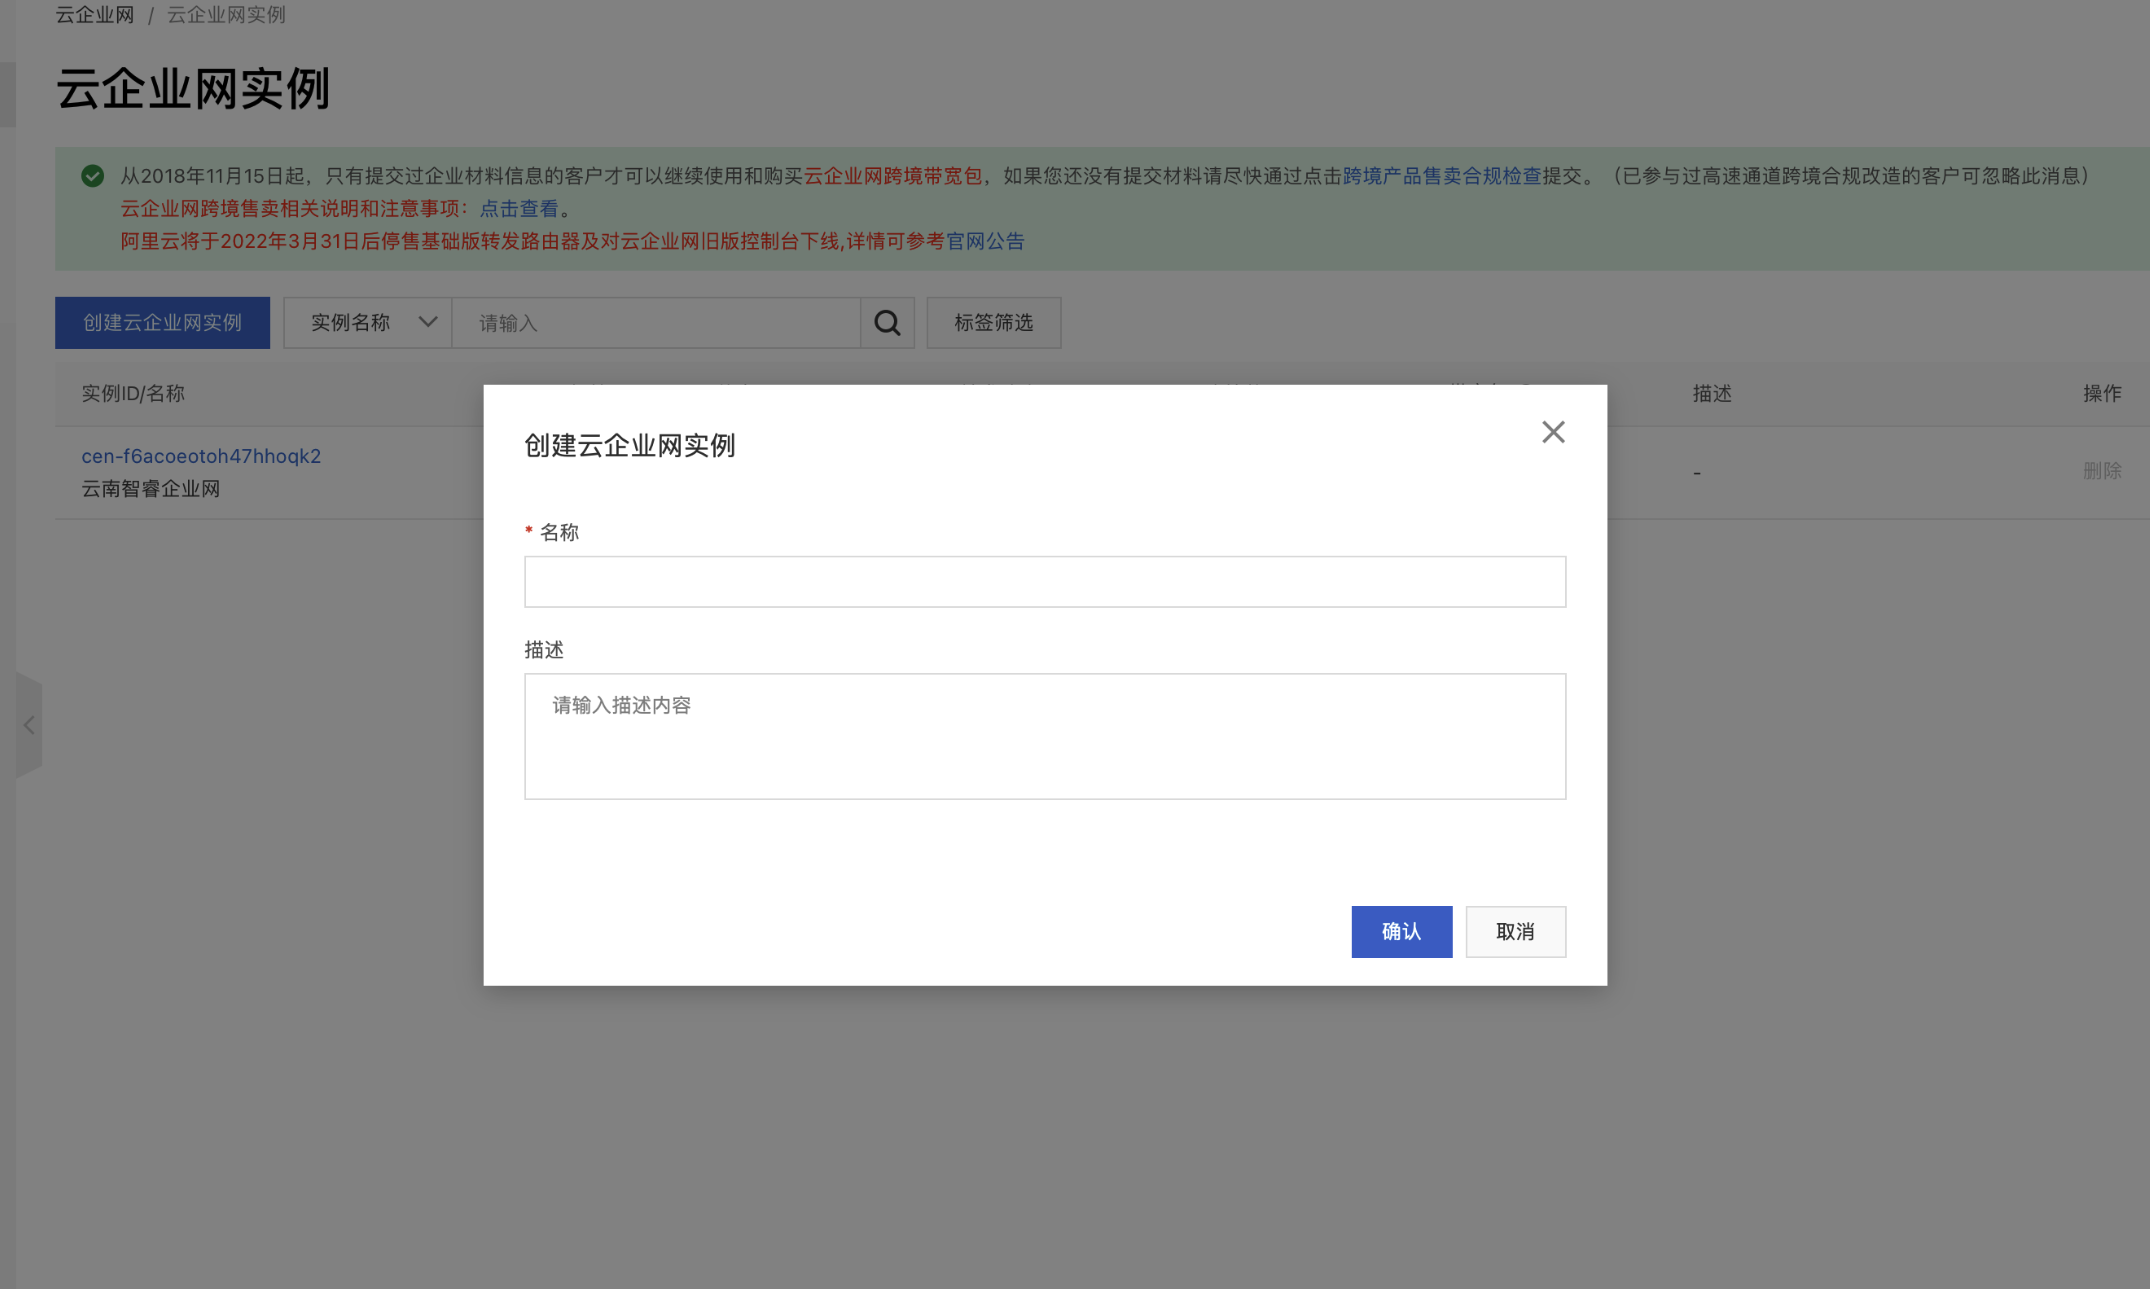 云企业网 / 云企业网实例
云企业网实例
从2018年11月15日起，只有提交过企业材料信息的客户才可以继续使用和购买云企业网跨境带宽包，如果您还没有提交材料请尽快通过点击跨境产品售卖合规检查提交。（已参与过高速通道跨境合规改造的客户可忽略此消息）
云企业网跨境售卖相关说明和注意事项：点击查看。
阿里云将于2022年3月31日后停售基础版转发路由器及对云企业网旧版控制台下线,详情可参考官网公告
创建云企业网实例 实例名称 请输入 标签筛选
实例ID/名称 描述 操作
cen-f6acoeotoh47hhoqk2 - 删除
云南智睿企业网
创建云企业网实例
* 名称
描述
请输入描述内容
确认 取消